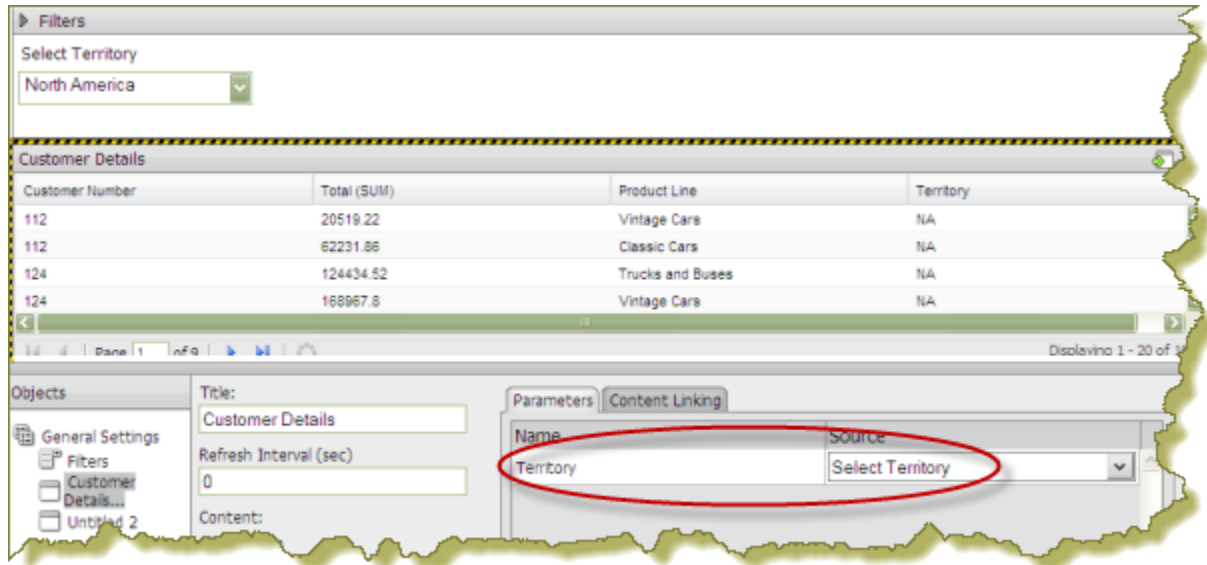 Filters
Select Territory
North America
Customer Details
Customer Number Total (SUM) Product Line Territory
112 20519.22 Vintage Cars NA
112 62231.86 Classic Cars NA
124 124434.52 Trucks and Buses NA
124 168967.8 Vintage Cars NA
Page 1 of 9 Displaying 1 - 20 of
Objects
General Settings
Filters
Customer Details...
Untitled 2
Title:
Customer Details
Refresh Interval (sec)
0
Content:
Parameters Content Linking
Name Source
Territory Select Territory